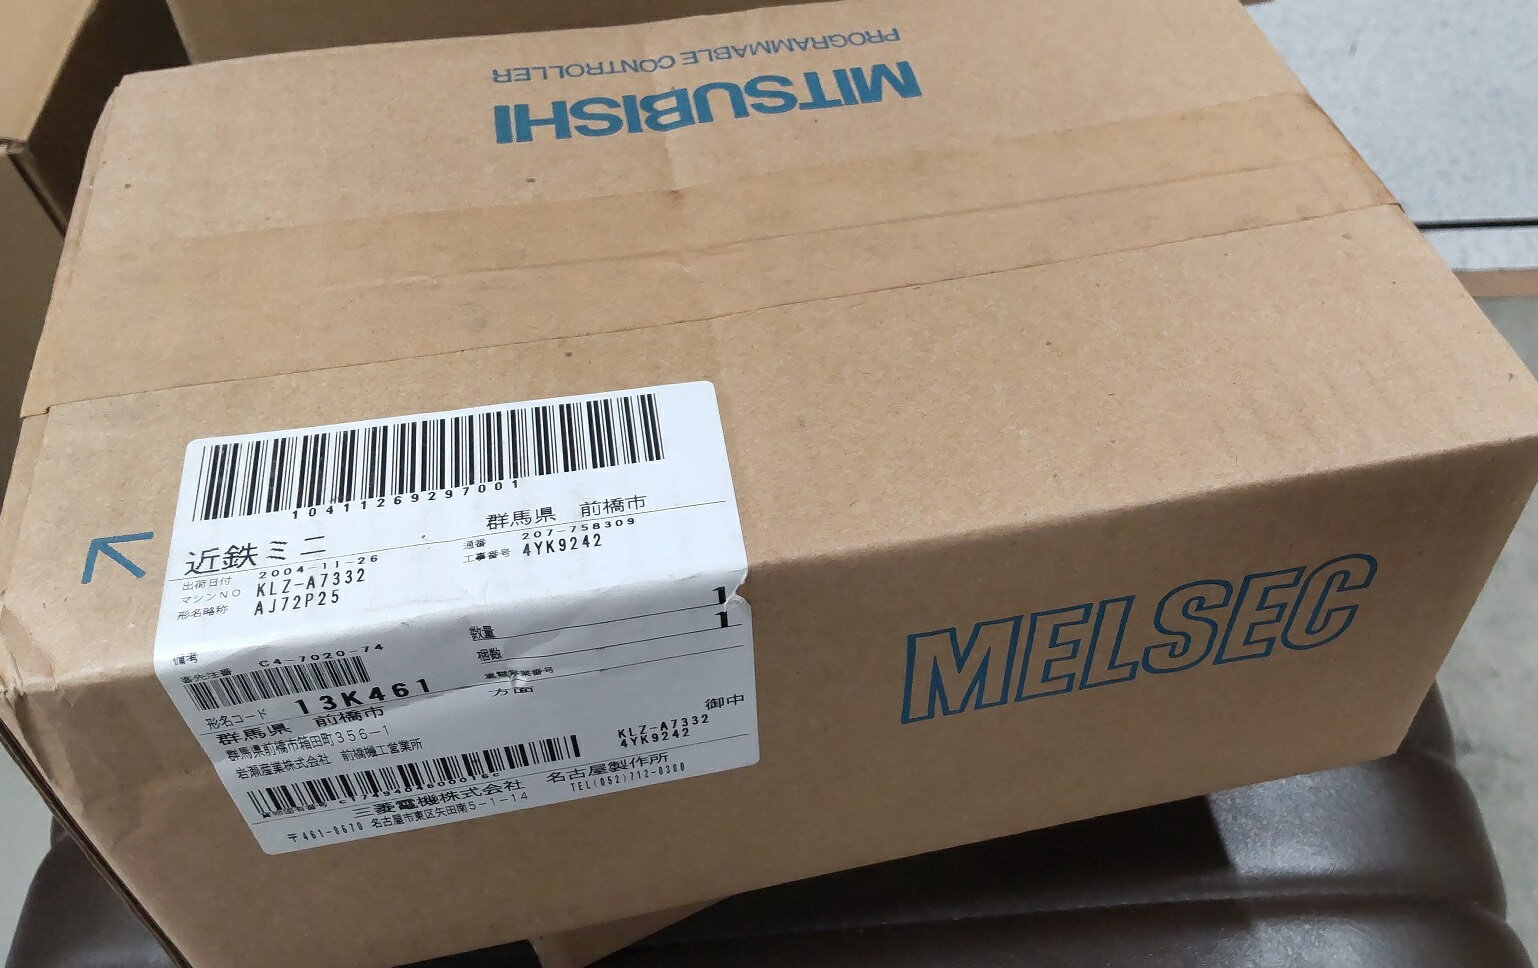 MITSUBISHI
PROGRAMMABLE CONTROLLER
MELSEC
10411269297001
群馬県 前橋市
近鉄ミニ
通番 207-758309
出荷日付 2004-11-26
工事番号 4YK9242
マシンNO KLZ-A7332
形名略称 AJ72P25
数量 1
梱数 1
備考
客先注番 C4-7020-74
形名コード 13K461
方面
群馬県 前橋市
御中
群馬県前橋市箱田町356-1
岩瀬産業株式会社 前橋機工営業所
KLZ-A7332
4YK9242
三菱電機株式会社 名古屋製作所
〒461-8670 名古屋市東区矢田南5-1-14
TEL(052)712-0300